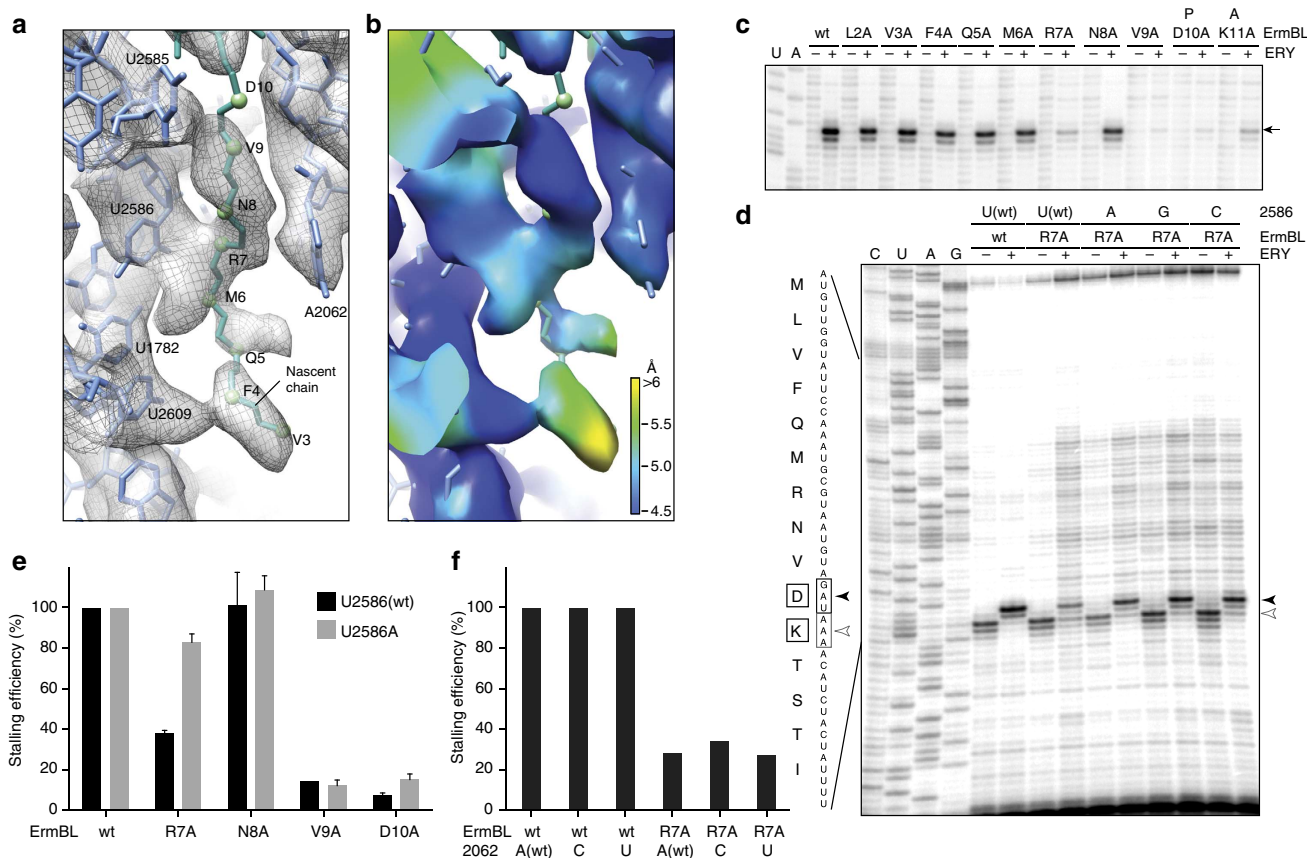 a
U2585
D10
V9
N8
U2586
R7
M6
A2062
U1782
Q5
Nascent
chain
F4
U2609
V3
b
Å
>6
5.5
5.0
4.5
c
P A
wt L2A V3A F4A Q5A M6A R7A N8A V9A D10A K11A ErmBL
U A – + – + – + – + – + – + – + – + – + – + – + ERY
d
U(wt) U(wt) A G C 2586
wt R7A R7A R7A R7A ErmBL
C U A G – + – + – + – + – + ERY
M
L
V
F
Q
M
R
N
V
D
K
T
S
T
I
A
U
G
U
U
G
G
U
A
U
U
C
C
A
A
A
U
G
C
G
U
A
A
U
G
U
A
G
A
U
A
A
A
A
C
A
U
C
U
A
C
U
A
U
U
U
U
e
Stalling efficiency (%)
100
80
60
40
20
0
U2586(wt)
U2586A
ErmBL wt R7A N8A V9A D10A
f
Stalling efficiency (%)
100
80
60
40
20
0
ErmBL wt wt wt R7A R7A R7A
2062 A(wt) C U A(wt) C U